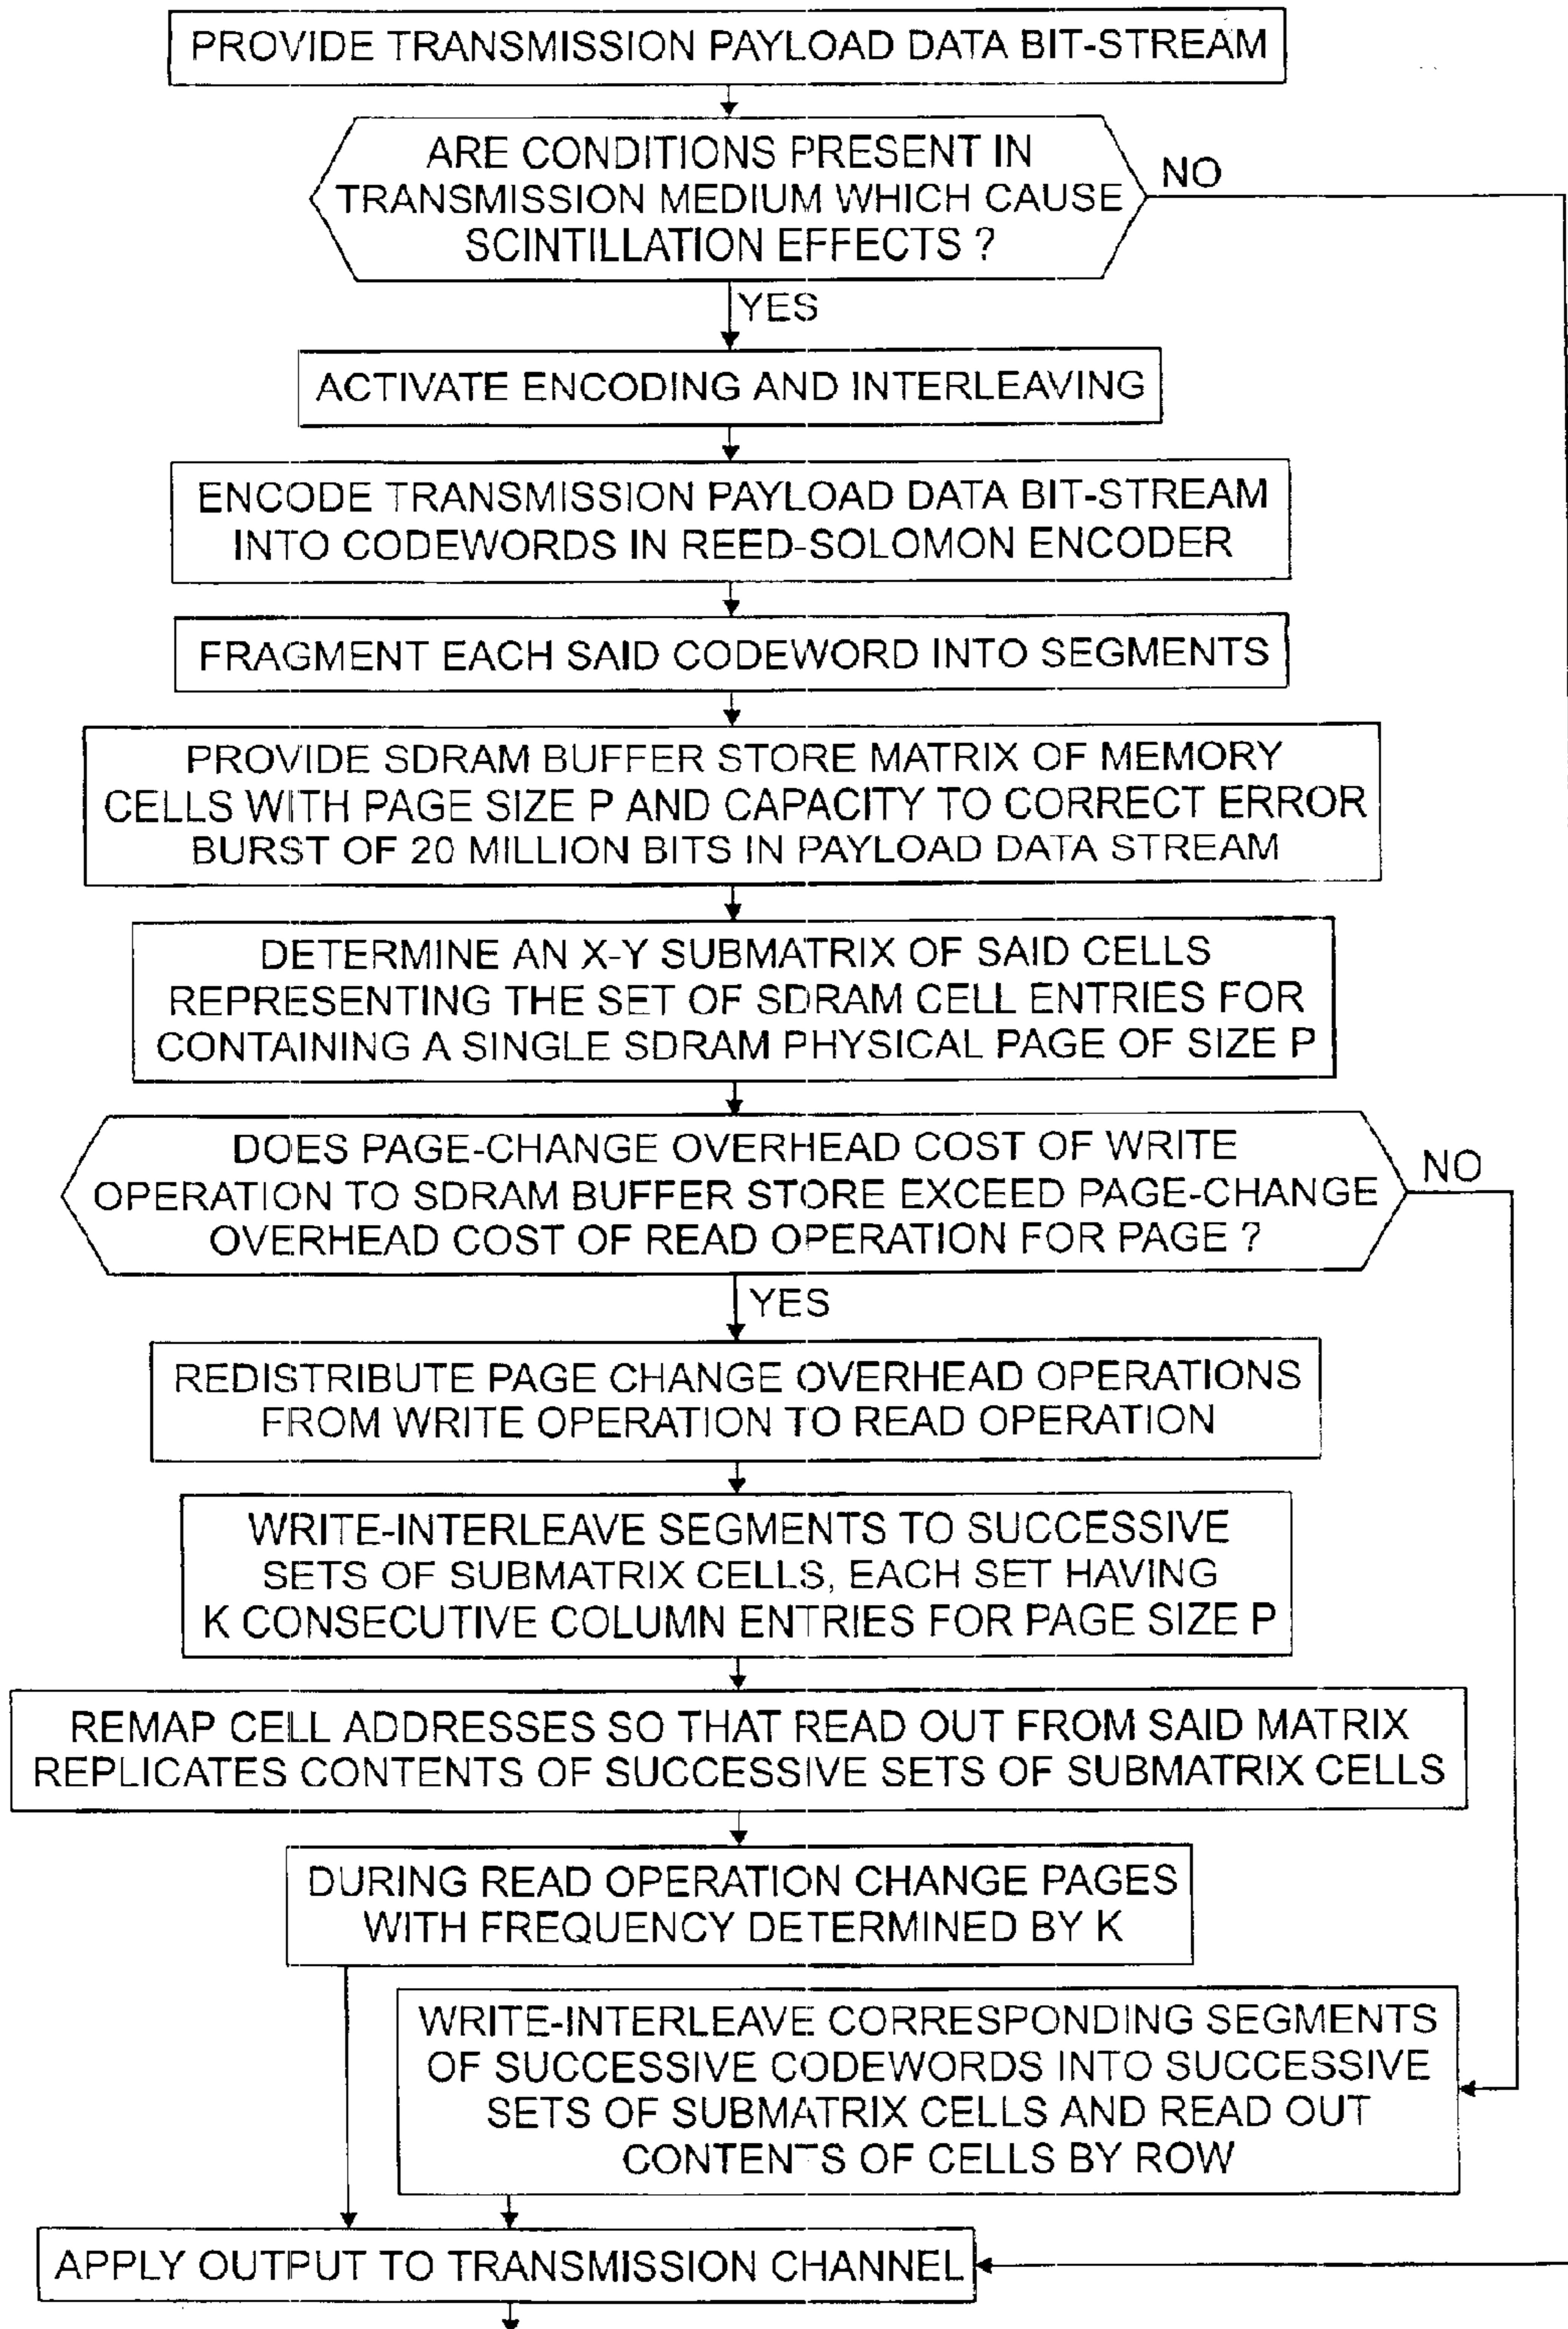 PROVIDE TRANSMISSION PAYLOAD DATA BIT-STREAM
ARE CONDITIONS PRESENT IN
TRANSMISSION MEDIUM WHICH CAUSE
SCINTILLATION EFFECTS ?
NO
YES
ACTIVATE ENCODING AND INTERLEAVING
ENCODE TRANSMISSION PAYLOAD DATA BIT-STREAM
INTO CODEWORDS IN REED-SOLOMON ENCODER
FRAGMENT EACH SAID CODEWORD INTO SEGMENTS
PROVIDE SDRAM BUFFER STORE MATRIX OF MEMORY
CELLS WITH PAGE SIZE P AND CAPACITY TO CORRECT ERROR
BURST OF 20 MILLION BITS IN PAYLOAD DATA STREAM
DETERMINE AN X-Y SUBMATRIX OF SAID CELLS
REPRESENTING THE SET OF SDRAM CELL ENTRIES FOR
CONTAINING A SINGLE SDRAM PHYSICAL PAGE OF SIZE P
DOES PAGE-CHANGE OVERHEAD COST OF WRITE
OPERATION TO SDRAM BUFFER STORE EXCEED PAGE-CHANGE
OVERHEAD COST OF READ OPERATION FOR PAGE ?
NO
YES
REDISTRIBUTE PAGE CHANGE OVERHEAD OPERATIONS
FROM WRITE OPERATION TO READ OPERATION
WRITE-INTERLEAVE SEGMENTS TO SUCCESSIVE
SETS OF SUBMATRIX CELLS, EACH SET HAVING
K CONSECUTIVE COLUMN ENTRIES FOR PAGE SIZE P
REMAP CELL ADDRESSES SO THAT READ OUT FROM SAID MATRIX
REPLICATES CONTENTS OF SUCCESSIVE SETS OF SUBMATRIX CELLS
DURING READ OPERATION CHANGE PAGES
WITH FREQUENCY DETERMINED BY K
WRITE-INTERLEAVE CORRESPONDING SEGMENTS
OF SUCCESSIVE CODEWORDS INTO SUCCESSIVE
SETS OF SUBMATRIX CELLS AND READ OUT
CONTENTS OF CELLS BY ROW
APPLY OUTPUT TO TRANSMISSION CHANNEL